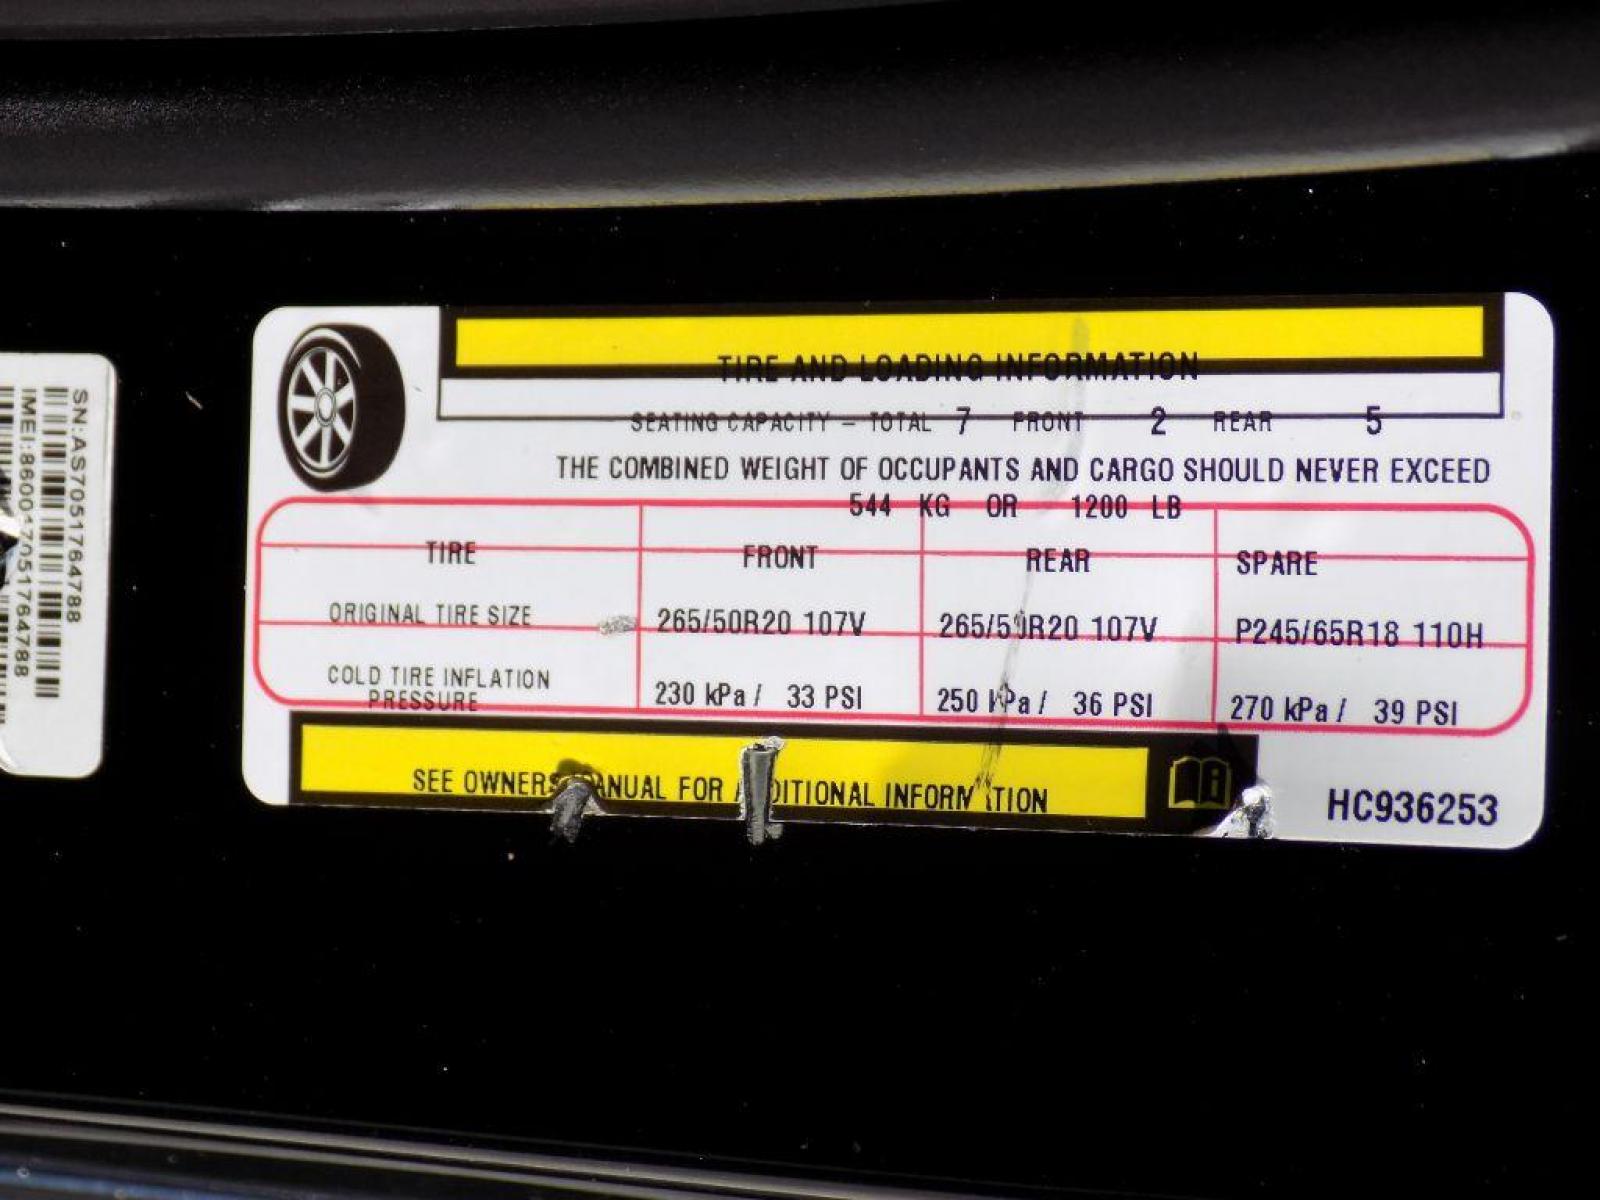 SN:AS7051764788
IMEI:860017051764788
TIRE AND LOADING INFORMATION
SEATING CAPACITY – TOTAL 7 FRONT 2 REAR 5
THE COMBINED WEIGHT OF OCCUPANTS AND CARGO SHOULD NEVER EXCEED
544 KG OR 1200 LB
TIRE FRONT REAR SPARE
ORIGINAL TIRE SIZE 265/50R20 107V 265/50R20 107V P245/65R18 110H
COLD TIRE INFLATION
PRESSURE 230 kPa / 33 PSI 250 kPa / 36 PSI 270 kPa / 39 PSI
SEE OWNERS MANUAL FOR ADDITIONAL INFORMATION
HC936253